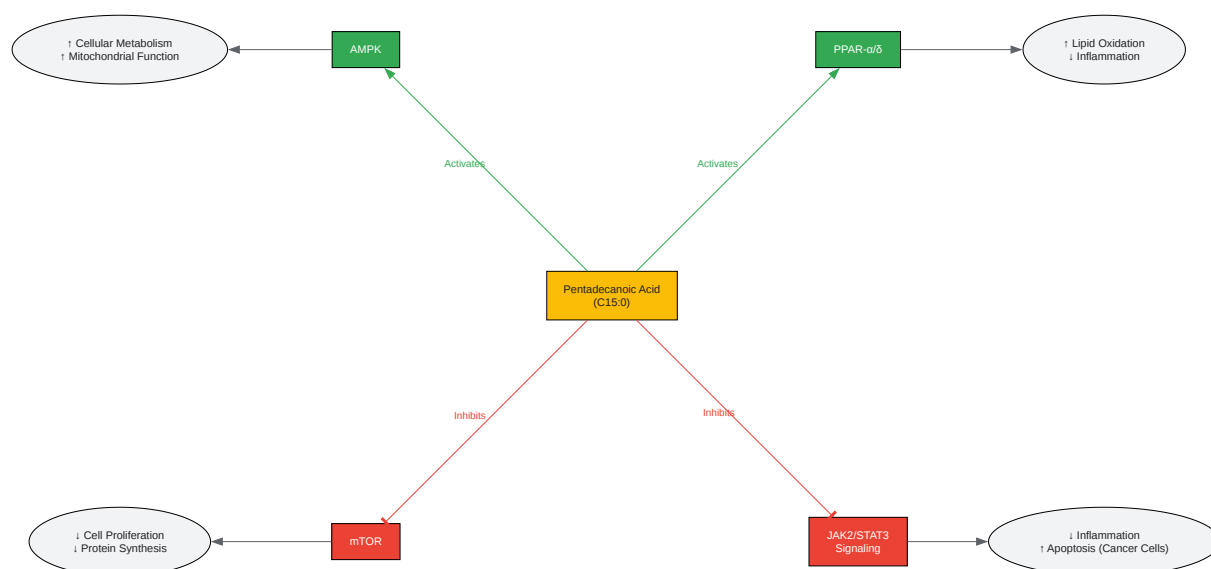 ↑ Cellular Metabolism
↑ Mitochondrial Function
AMPK
PPAR-α/δ
↑ Lipid Oxidation
↓ Inflammation
Activates
Activates
Pentadecanoic Acid
(C15:0)
Inhibits
Inhibits
↓ Cell Proliferation
↓ Protein Synthesis
mTOR
JAK2/STAT3
Signaling
↓ Inflammation
↑ Apoptosis (Cancer Cells)